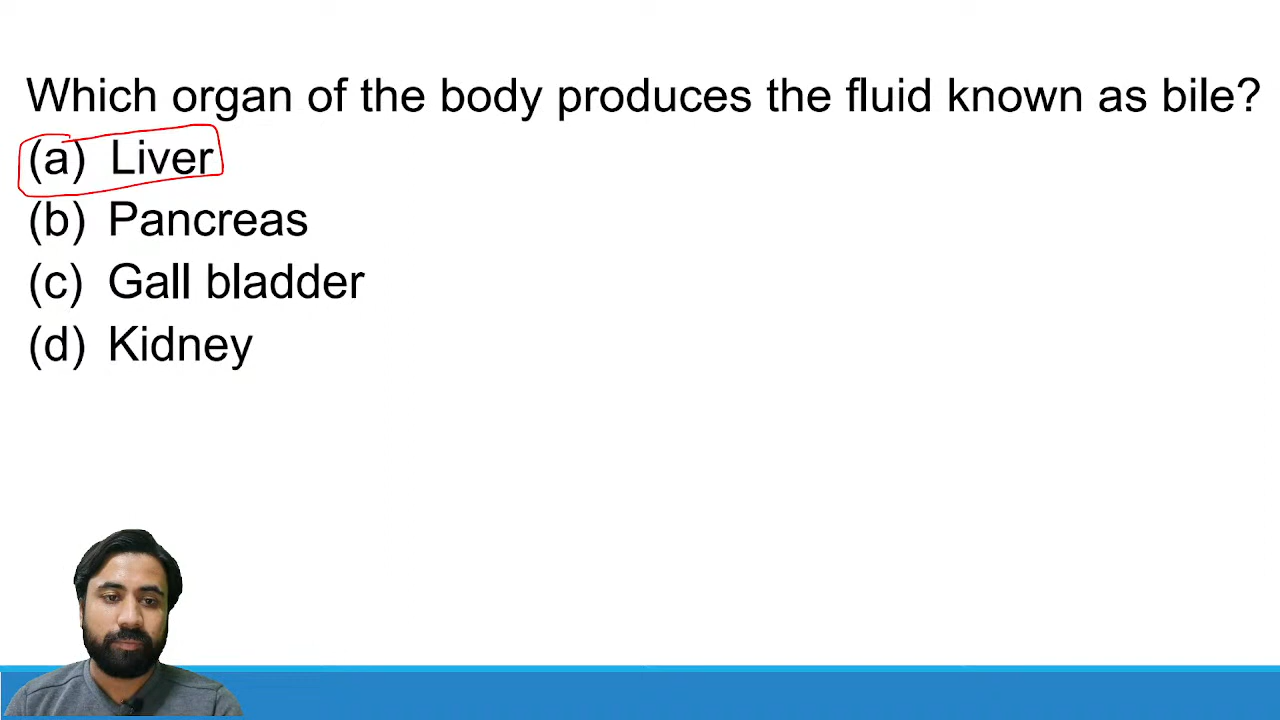 Which organ of the body produces the fluid known as bile?
(a) Liver
(b) Pancreas
(c) Gall bladder
(d) Kidney